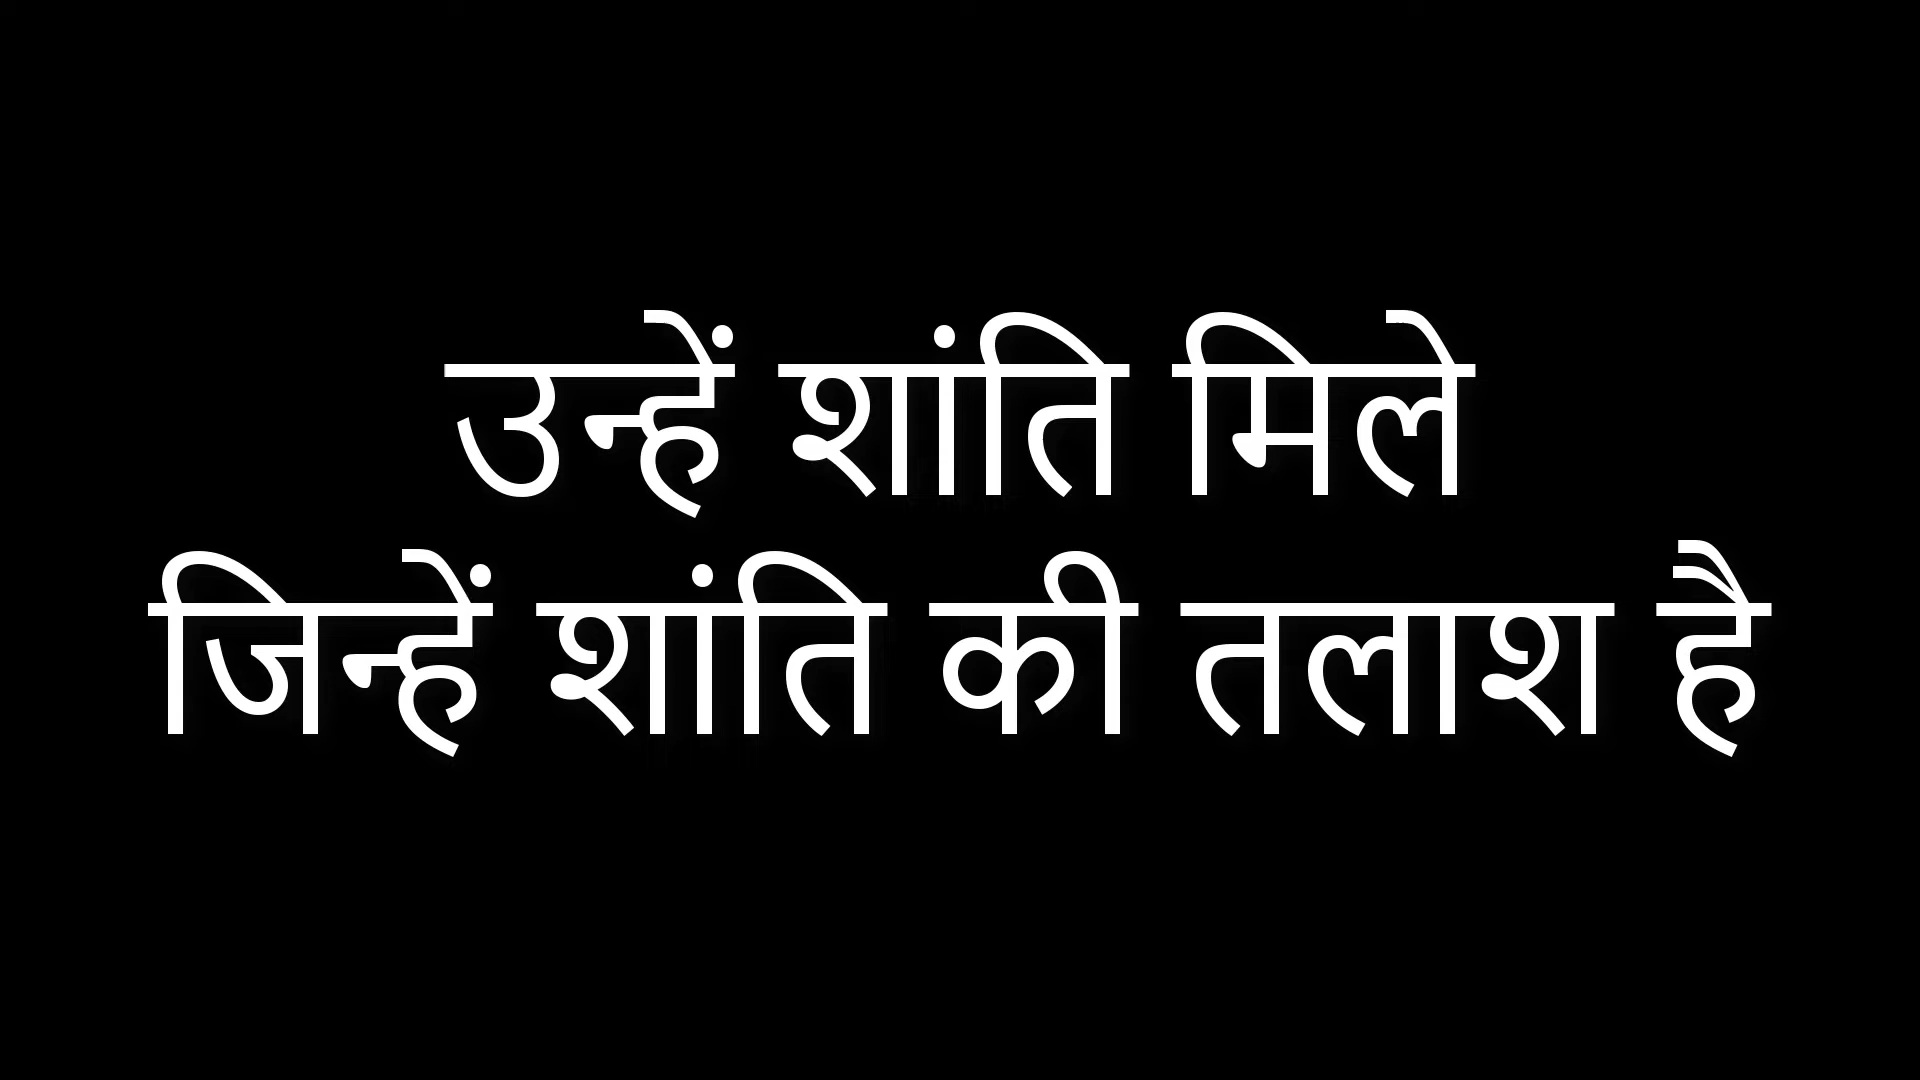 उन्हें शांति मिले
जिन्हें शांति की तलाश है